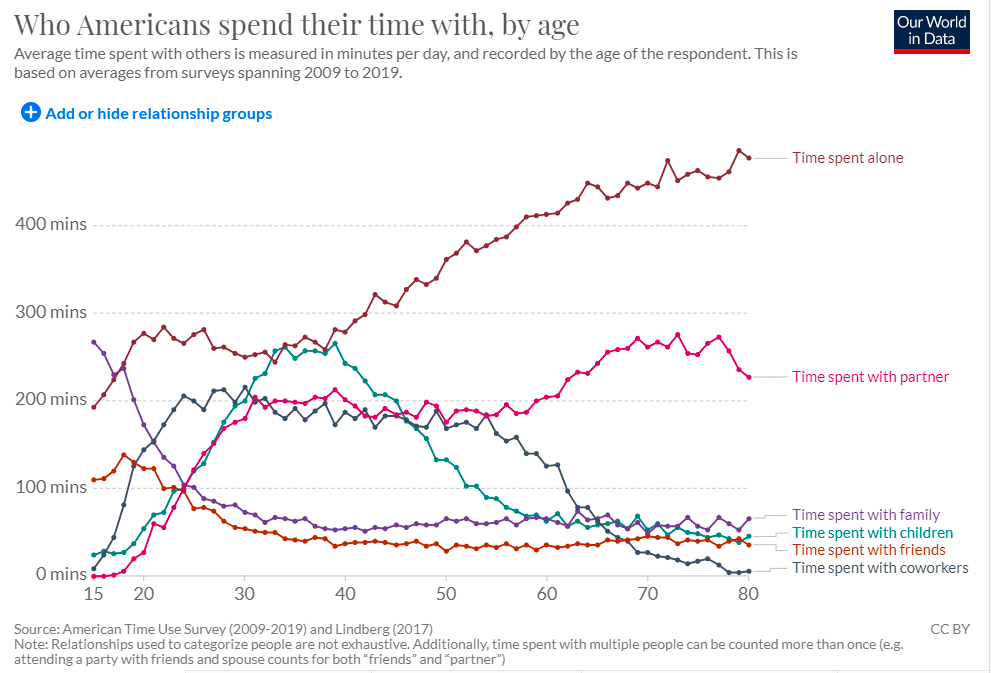 Who Americans spend their time with, by age
Our World
in Data
Average time spent with others is measured in minutes per day, and recorded by the age of the respondent. This is
based on averages from surveys spanning 2009 to 2019.
+ Add or hide relationship groups
Time spent alone
400 mins
300 mins
Time spent with partner
200 mins
100 mins
Time spent with family
Time spent with children
Time spent with friends
Time spent with coworkers
0 mins
15 20 30 40 50 60 70 80
Source: American Time Use Survey (2009-2019) and Lindberg (2017)
CC BY
Note: Relationships used to categorize people are not exhaustive. Additionally, time spent with multiple people can be counted more than once (e.g.
attending a party with friends and spouse counts for both “friends” and “partner”)